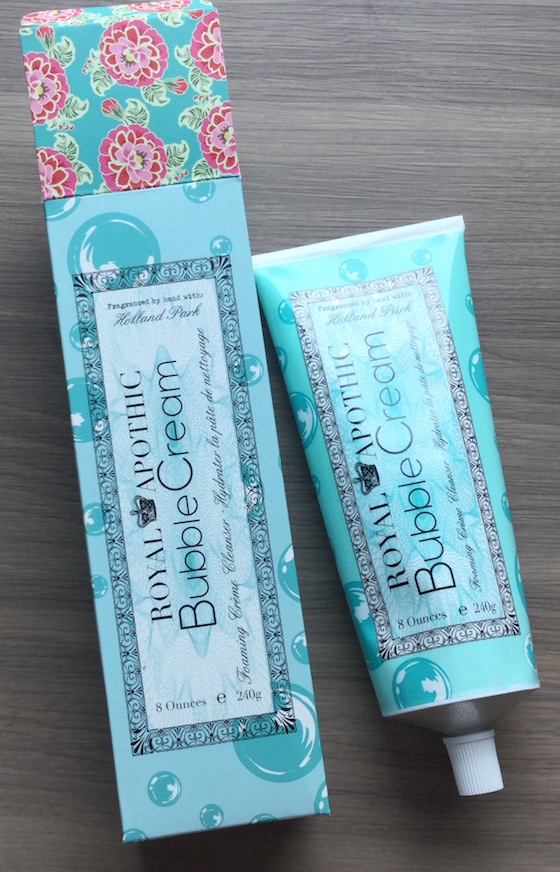 Fragranced by hand with:
Holland Park
ROYAL APOTHIC
BubbleCream
Foaming Crème Cleanser Hydrater la pâte de nettoyage
8 Ounces e 240g
Fragranced by hand with:
Holland Park
ROYAL APOTHIC
BubbleCream
Foaming Crème Cleanser Hydrater la pâte de nettoyage
8 Ounces e 240g